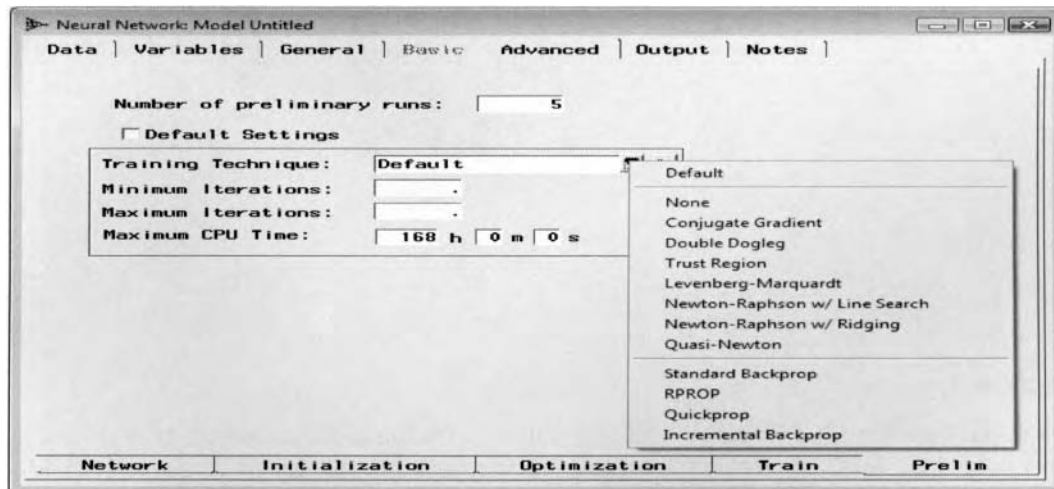 Neural Network: Model Untitled
Data Variables General Basic Advanced Output Notes
Number of preliminary runs: 5
Default Settings
Training Technique: Default
Minimum Iterations: .
Maximum Iterations: .
Maximum CPU Time: 168 h 0 m 0 s
Default
None
Conjugate Gradient
Double Dogleg
Trust Region
Levenberg-Marquardt
Newton-Raphson w/ Line Search
Newton-Raphson w/ Ridging
Quasi-Newton
Standard Backprop
RPROP
Quickprop
Incremental Backprop
Network Initialization Optimization Train Prelim